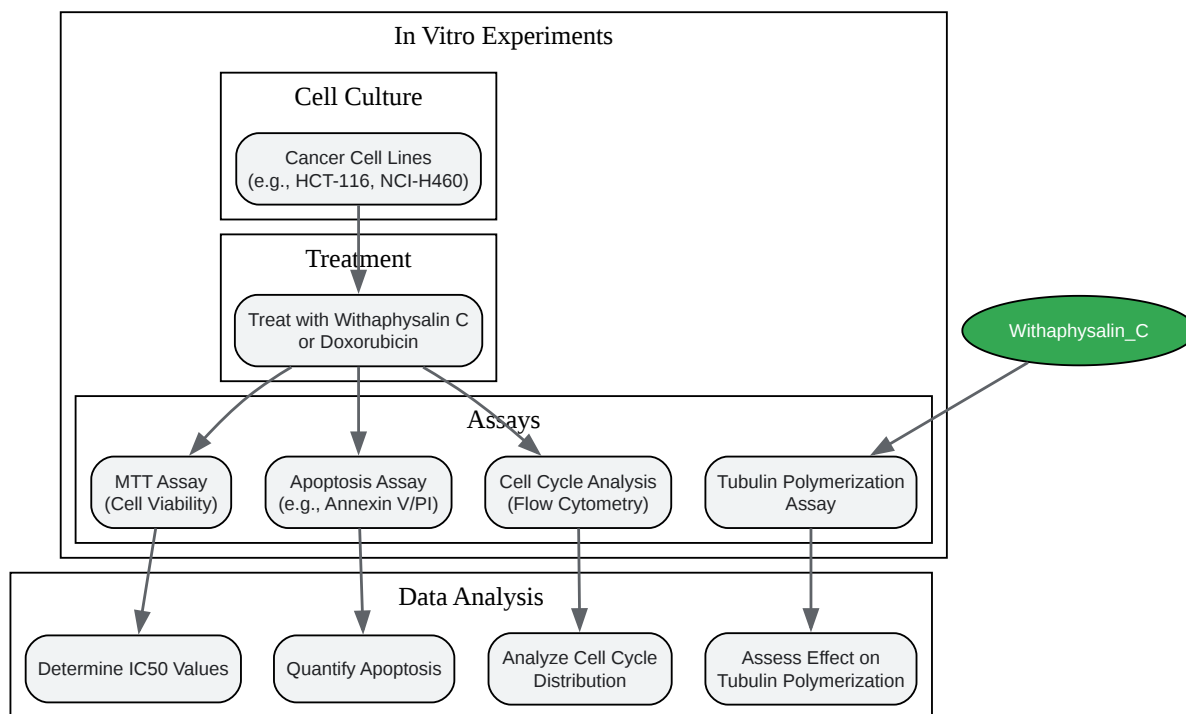 In Vitro Experiments
Cell Culture
Cancer Cell Lines
(e.g., HCT-116, NCI-H460)
Treatment
Treat with Withaphysalin C
or Doxorubicin
Withaphysalin_C
Assays
MTT Assay
(Cell Viability)
Apoptosis Assay
(e.g., Annexin V/PI)
Cell Cycle Analysis
(Flow Cytometry)
Tubulin Polymerization
Assay
Data Analysis
Determine IC50 Values
Quantify Apoptosis
Analyze Cell Cycle
Distribution
Assess Effect on
Tubulin Polymerization